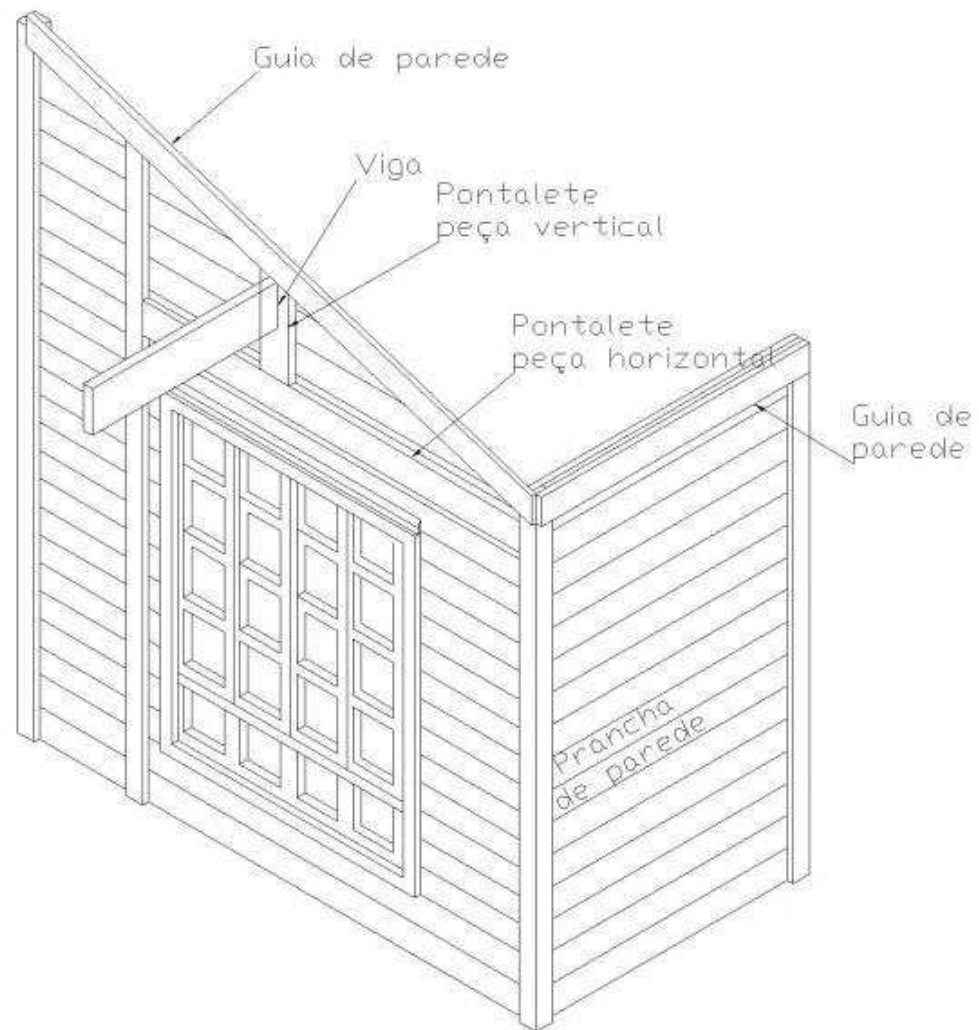 Guia de parede
Viga
Pontalete
peça vertical
Pontalete
peça horizontal
Guia de
parede
Prancha
de parede